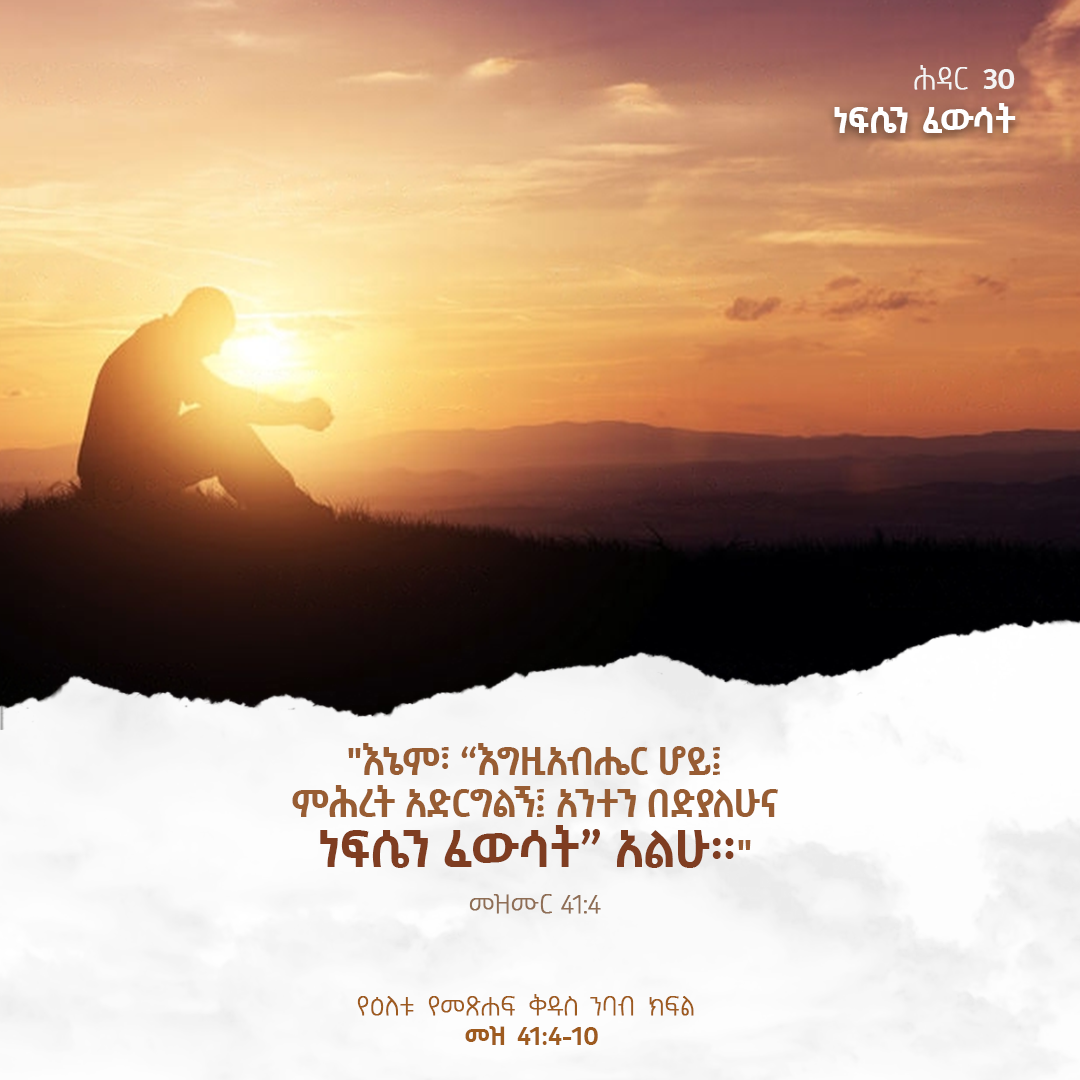 ሕዳር 30
ነፍሴን ፈውሳት
"እኔም፣ “እግዚአብሔር ሆይ፤
ምሕረት አድርግልኝ፤ አንተን በድያለሁና
ነፍሴን ፈውሳት” አልሁ።"
መዝሙር 41:4
የዕለቱ የመጽሐፍ ቅዱስ ንባብ ክፍል
መዝ 41:4-10